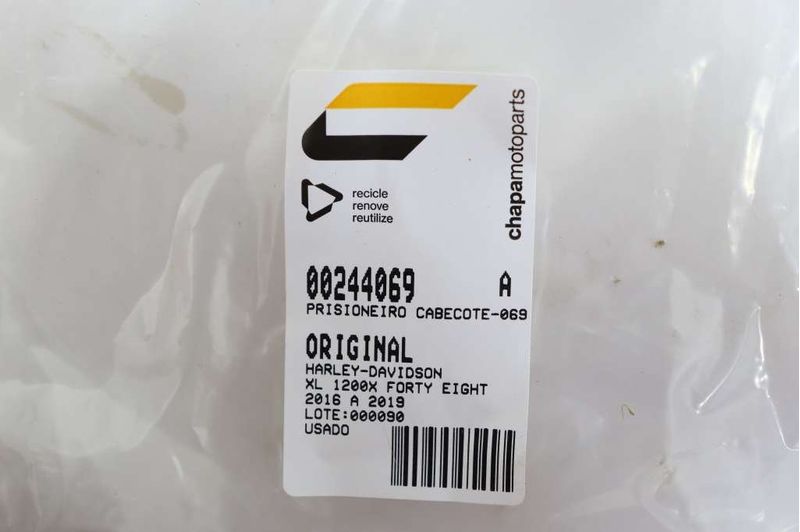 chapamotoparts
recicle
renove
reutilize
00244069 A
PRISIONEIRO CABECOTE-069
ORIGINAL
HARLEY-DAVIDSON
XL 1200X FORTY EIGHT
2016 A 2019
LOTE:000090
USADO